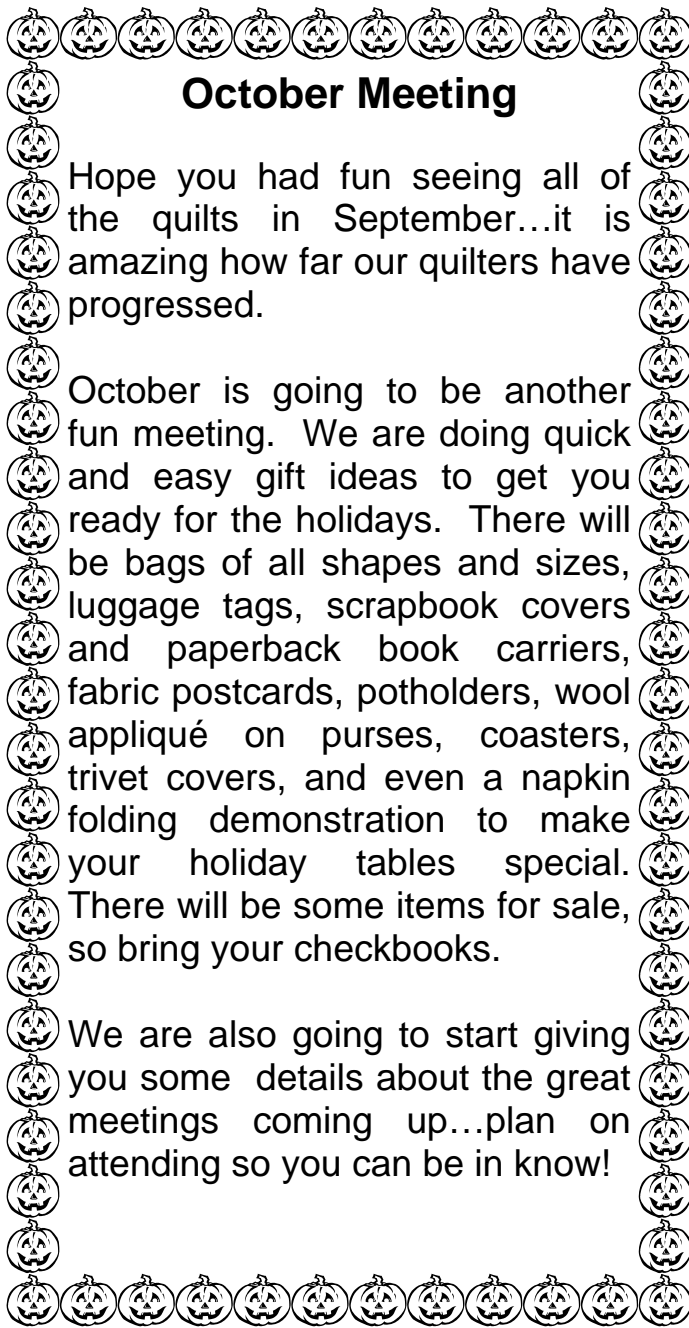 October Meeting
Hope you had fun seeing all of
the quilts in September…it is
amazing how far our quilters have
progressed.
October is going to be another
fun meeting.  We are doing quick
and easy gift ideas to get you
ready for the holidays.  There will
be bags of all shapes and sizes,
luggage tags, scrapbook covers
and paperback book carriers,
fabric postcards, potholders, wool
appliqué on purses, coasters,
trivet covers, and even a napkin
folding demonstration to make
your holiday tables special.
There will be some items for sale,
so bring your checkbooks.
We are also going to start giving
you some  details about the great
meetings coming up…plan on
attending so you can be in know!